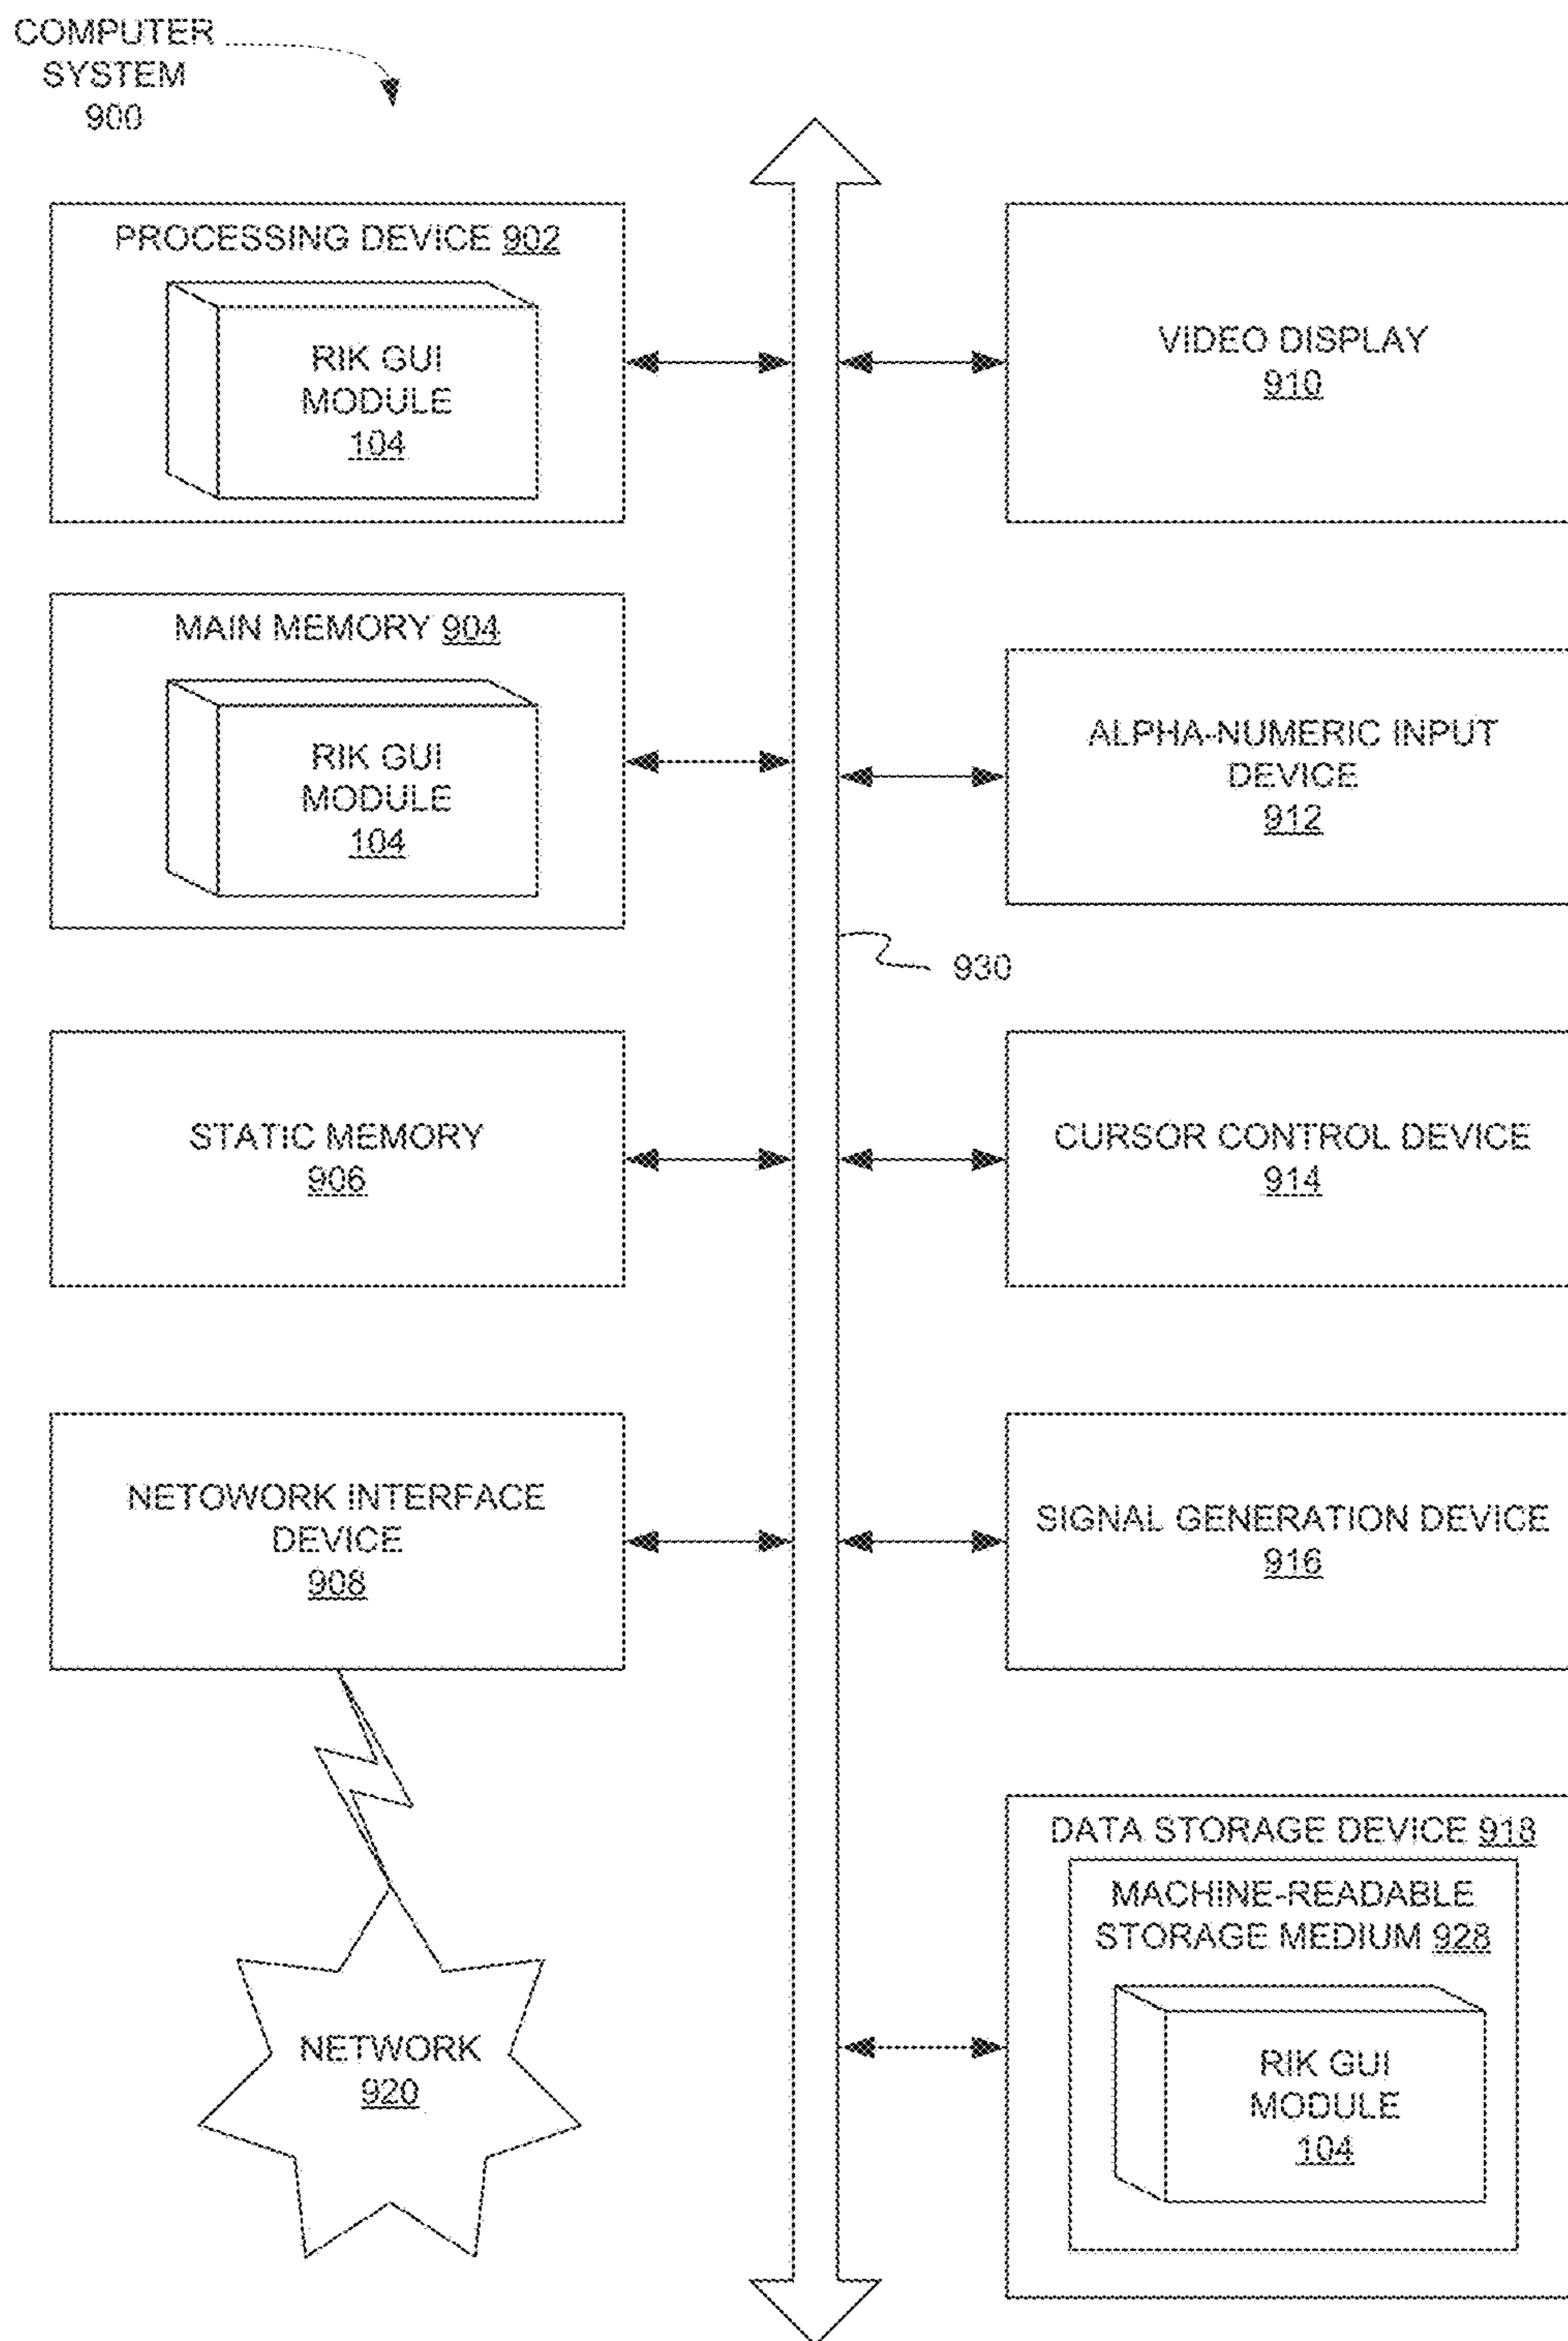 COMPUTER
SYSTEM
900
PROCESSING DEVICE 902
RIK GUI
MODULE
104
VIDEO DISPLAY
910
MAIN MEMORY 904
RIK GUI
MODULE
104
ALPHA-NUMERIC INPUT
DEVICE
912
930
STATIC MEMORY
906
CURSOR CONTROL DEVICE
914
NETOWORK INTERFACE
DEVICE
908
SIGNAL GENERATION DEVICE
916
DATA STORAGE DEVICE 918
MACHINE-READABLE
STORAGE MEDIUM 928
RIK GUI
MODULE
104
NETWORK
920